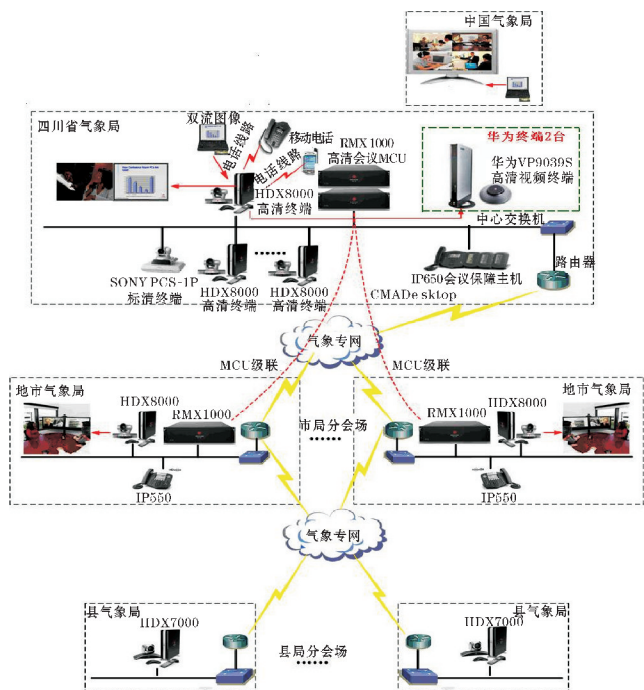 中国气象局
四川省气象局
双流图像
电话线路
移动电话
电话线路
RMX1000
高清会议MCU
华为终端2台
华为VP9039S
高清视频终端
HDX8000
高清终端
中心交换机
路由器
SONY PCS-1P
标清终端
HDX8000
高清终端
HDX8000
高清终端
IP650会议保障主机
CMADe sktop
气象专网
MCU级联
MCU级联
地市气象局
HDX8000
RMX1000
IP550
市局分会场
地市气象局
HDX8000
RMX1000
IP550
气象专网
县气象局
HDX7000
县局分会场
县气象局
HDX7000